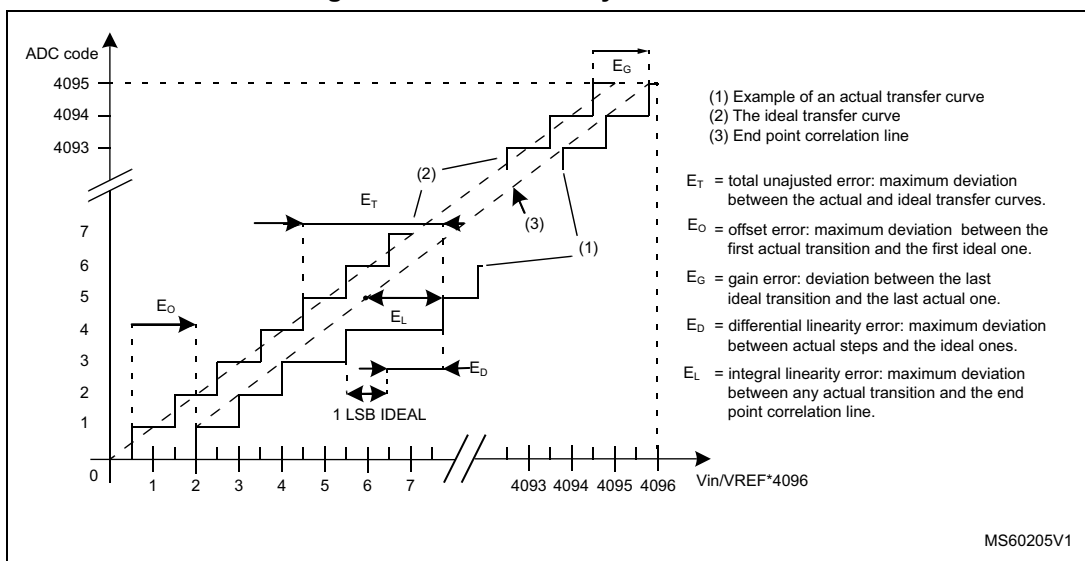 ADC code
4095
4094
4093
7
6
5
4
3
2
1
0
E_G
(2)
E_T
(3)
(1)
E_O
E_L
E_D
1 LSB IDEAL
1 2 3 4 5 6 7 4093 4094 4095 4096
Vin/VREF*4096
(1) Example of an actual transfer curve
(2) The ideal transfer curve
(3) End point correlation line
E_T = total unajusted error: maximum deviation
between the actual and ideal transfer curves.
E_O = offset error: maximum deviation between the
first actual transition and the first ideal one.
E_G = gain error: deviation between the last
ideal transition and the last actual one.
E_D = differential linearity error: maximum deviation
between actual steps and the ideal ones.
E_L = integral linearity error: maximum deviation
between any actual transition and the end
point correlation line.
MS60205V1